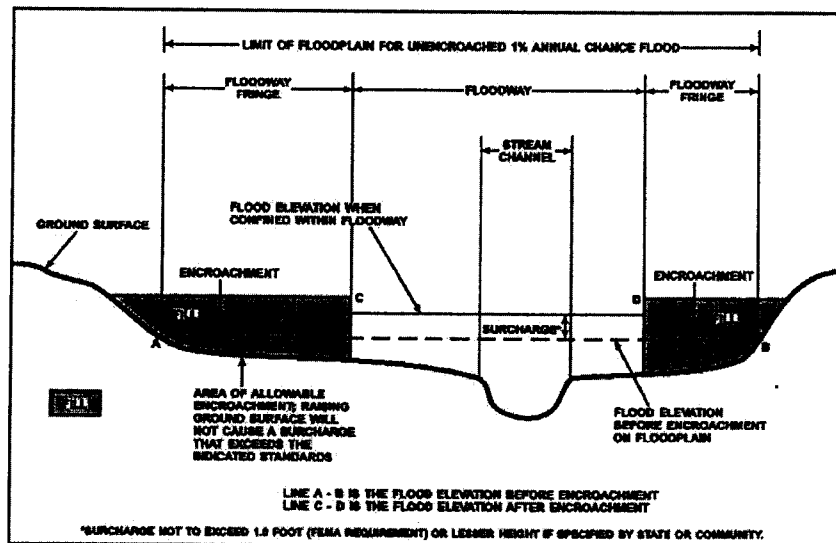 LIMIT OF FLOODPLAIN FOR UNENCROACHED 1% ANNUAL CHANCE FLOOD
FLOODWAY
FRINGE
FLOODWAY
FLOODWAY
FRINGE
STREAM
CHANNEL
FLOOD ELEVATION WHEN
CONFINED WITHIN FLOODWAY
GROUND SURFACE
ENCROACHMENT
ENCROACHMENT
C
D
FILL
FILL
SURCHARGE*
A
B
FILL
AREA OF ALLOWABLE
ENCROACHMENT; RAISING
GROUND SURFACE WILL
NOT CAUSE A SURCHARGE
THAT EXCEEDS THE
INDICATED STANDARDS
FLOOD ELEVATION
BEFORE ENCROACHMENT
ON FLOODPLAIN
LINE A - B IS THE FLOOD ELEVATION BEFORE ENCROACHMENT
LINE C - D IS THE FLOOD ELEVATION AFTER ENCROACHMENT
*SURCHARGE NOT TO EXCEED 1.0 FOOT (FEMA REQUIREMENT) OR LESSER HEIGHT IF SPECIFIED BY STATE OR COMMUNITY.